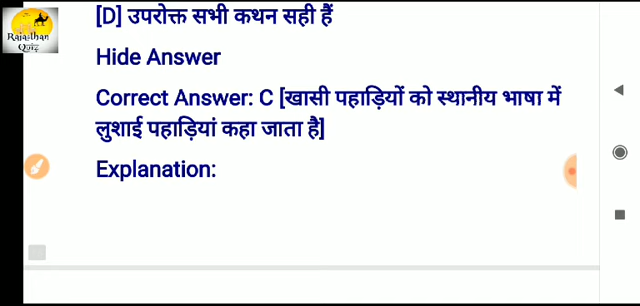 Rajasthan
Quiz
[D] उपरोक्त सभी कथन सही हैं
Hide Answer
Correct Answer: C [खासी पहाड़ियों को स्थानीय भाषा में
लुशाई पहाड़ियां कहा जाता है]
Explanation: